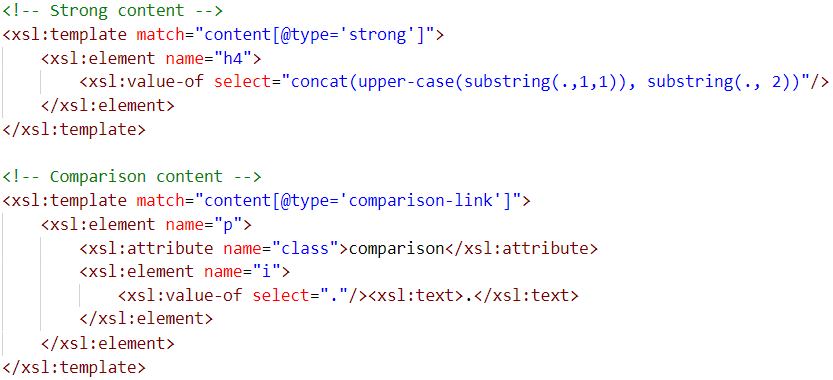 <!-- Strong content -->
<xsl:template match="content[@type='strong']">
    <xsl:element name="h4">
        <xsl:value-of select="concat(upper-case(substring(.,1,1)), substring(., 2))"/>
    </xsl:element>
</xsl:template>

<!-- Comparison content -->
<xsl:template match="content[@type='comparison-link']">
    <xsl:element name="p">
        <xsl:attribute name="class">comparison</xsl:attribute>
        <xsl:element name="i">
            <xsl:value-of select="."/><xsl:text>.</xsl:text>
        </xsl:element>
    </xsl:element>
</xsl:template>